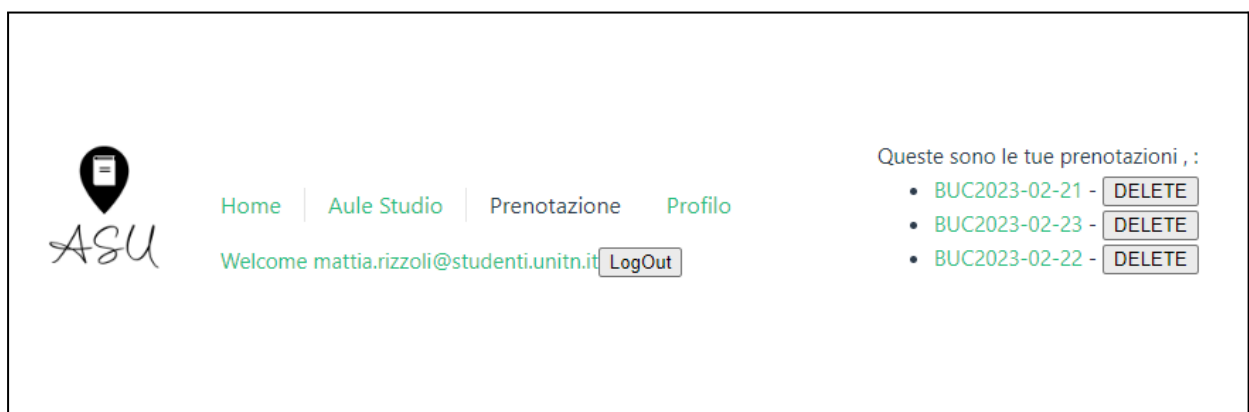 ASU
Home Aule Studio Prenotazione Profilo
Welcome mattia.rizzoli@studenti.unitn.it LogOut
Queste sono le tue prenotazioni , :
• BUC2023-02-21 - DELETE
• BUC2023-02-23 - DELETE
• BUC2023-02-22 - DELETE